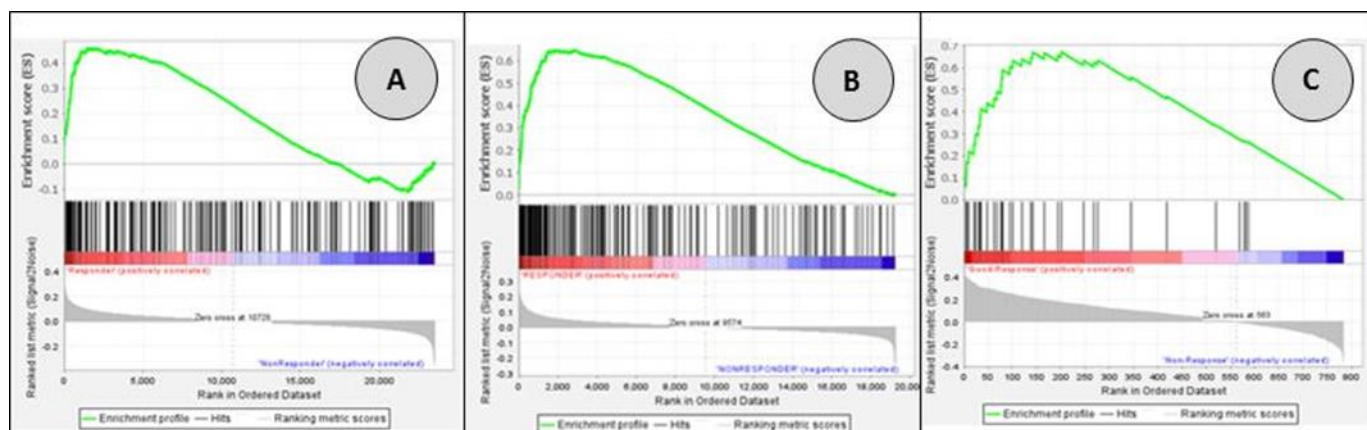 A
Enrichment score (ES)
0.4
0.3
0.2
0.1
0.0
-0.1
'Responder' (positively correlated)
Ranked list metric (Signal2Noise)
0.4
0.2
0.0
-0.2
Zero cross at 10729
'NonResponder' (negatively correlated)
0 5,000 10,000 15,000 20,000
Rank in Ordered Dataset
Enrichment profile Hits Ranking metric scores
B
Enrichment score (ES)
0.6
0.5
0.4
0.3
0.2
0.1
0.0
'RESPONDER' (positively correlated)
Ranked list metric (Signal2Noise)
0.3
0.2
0.1
0.0
-0.1
-0.2
-0.3
Zero cross at 9574
'NONRESPONDER' (negatively correlated)
0 2,000 4,000 6,000 8,000 10,000 12,000 14,000 16,000 18,000 20,000
Rank in Ordered Dataset
Enrichment profile Hits Ranking metric scores
C
Enrichment score (ES)
0.7
0.6
0.5
0.4
0.3
0.2
0.1
0.0
(positively correlated)
Ranked list metric (Signal2Noise)
0.4
0.2
0.0
-0.2
-0.4
Zero cross at 563
(negatively correlated)
0 50 100 150 200 250 300 350 400 450 500 550 600 650 700 750 800
Rank in Ordered Dataset
Enrichment profile Hits Ranking metric scores